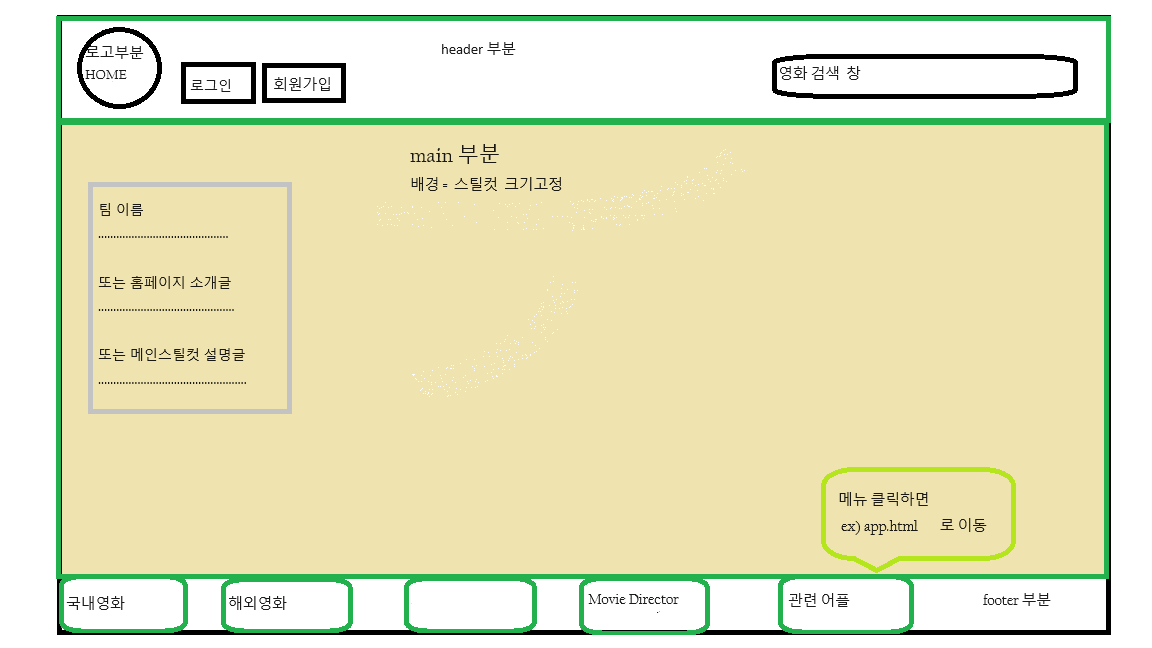 로고부분
HOME
로그인
회원가입
header 부분
영화 검색 창
main 부분
배경 = 스틸컷 크기고정
팀 이름
또는 홈페이지 소개글
또는 메인스틸컷 설명글
메뉴 클릭하면
ex) app.html 로 이동
국내영화
해외영화
Movie Director
관련 어플
footer 부분